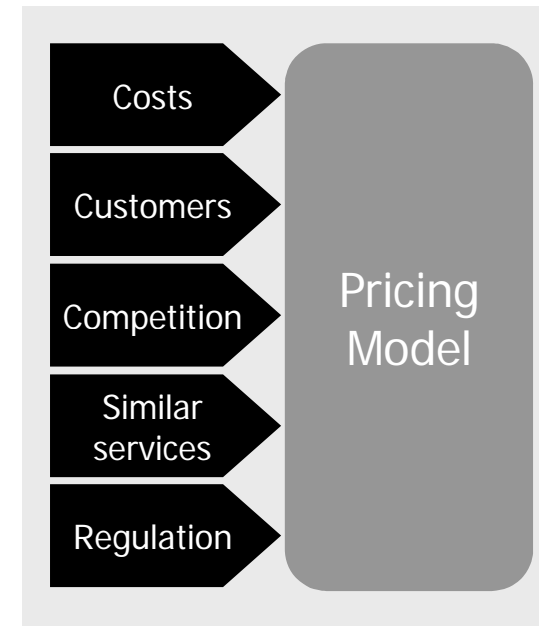 Costs
Customers
Competition
Similar
services
Regulation
Pricing
Model